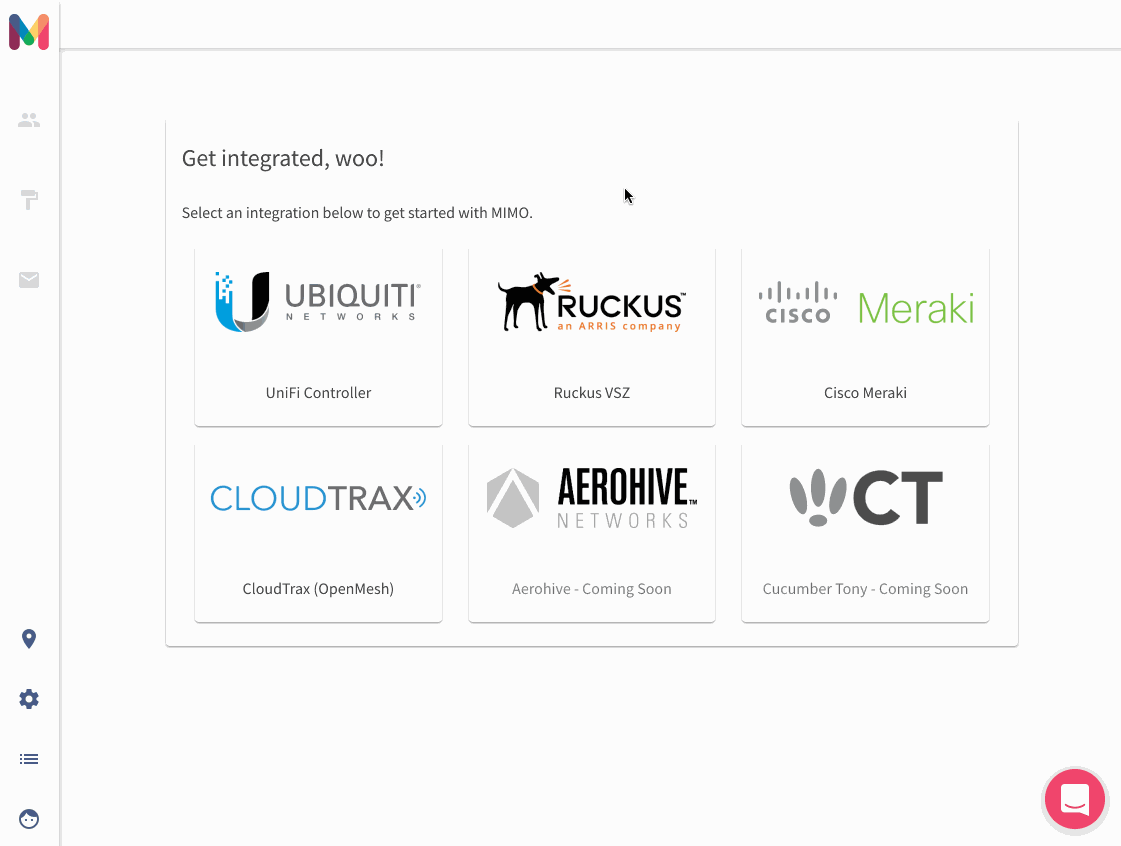 Get integrated, woo!
Select an integration below to get started with MIMO.
UBIQUITI®
NETWORKS
UniFi Controller
RUCKUS™
an ARRIS company
Ruckus VSZ
cisco Meraki
Cisco Meraki
CLOUDTRAX
CloudTrax (OpenMesh)
AEROHIVE™
NETWORKS
Aerohive - Coming Soon
CT
Cucumber Tony - Coming Soon